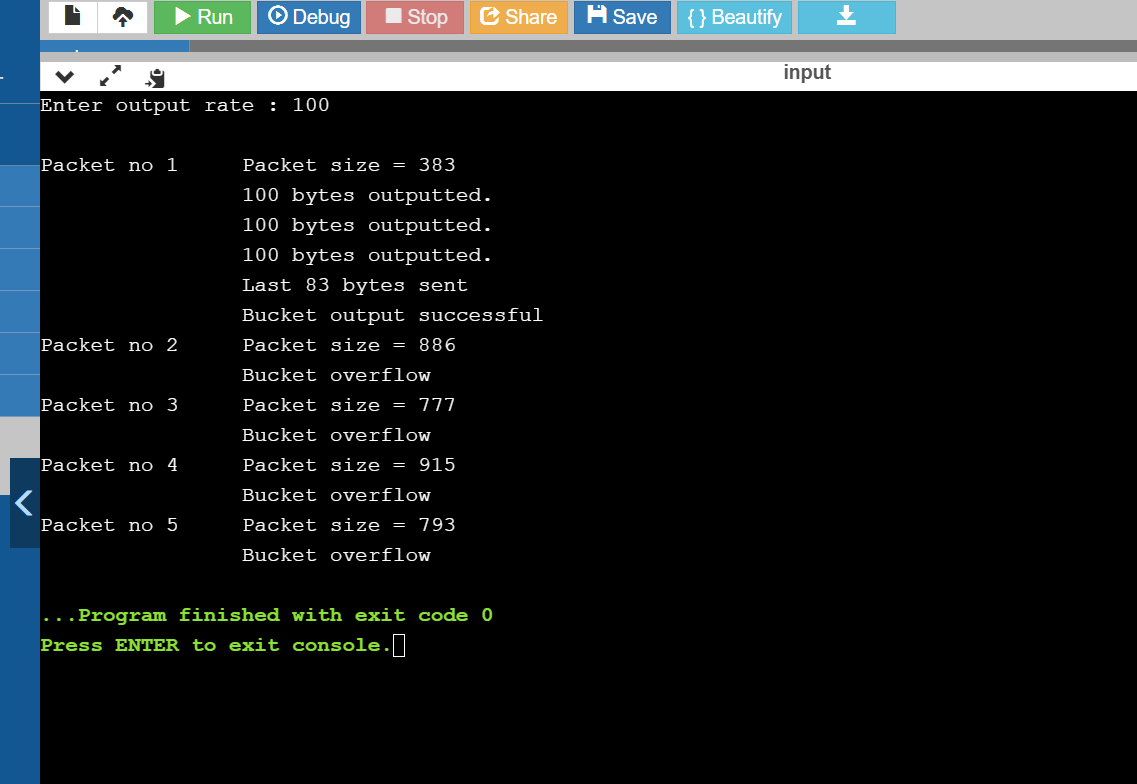 Run Debug Stop Share Save { } Beautify
input
Enter output rate : 100
Packet no 1 Packet size = 383
100 bytes outputted.
100 bytes outputted.
100 bytes outputted.
Last 83 bytes sent
Bucket output successful
Packet no 2 Packet size = 886
Bucket overflow
Packet no 3 Packet size = 777
Bucket overflow
Packet no 4 Packet size = 915
Bucket overflow
Packet no 5 Packet size = 793
Bucket overflow
...Program finished with exit code 0
Press ENTER to exit console.